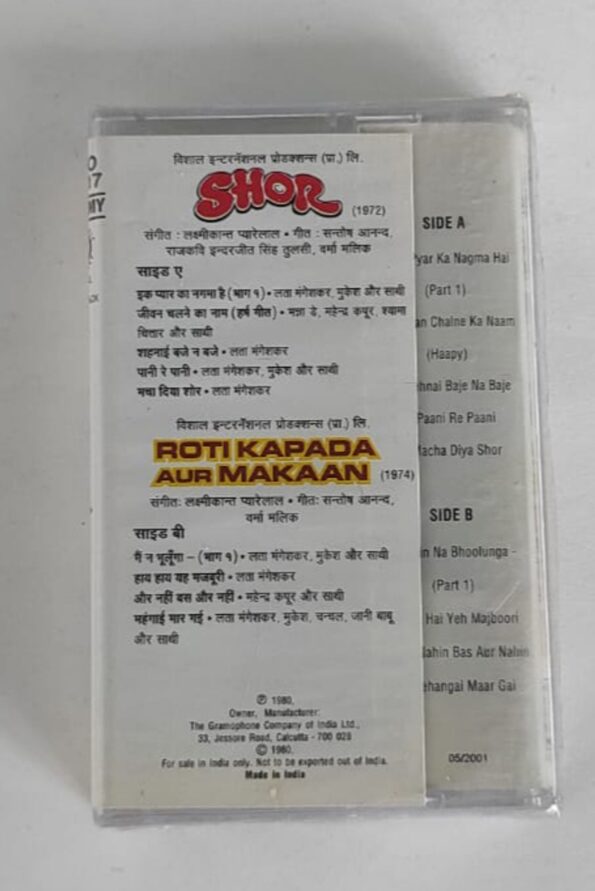 विशाल इन्टरनॅशनल प्रोडक्शन्स (प्रा.) लि.
SHOR
(1972)
संगीत : लक्ष्मीकान्त प्यारेलाल • गीत : सन्तोष आनन्द,
राजकवि इन्दरजीत सिंह तुलसी, वर्मा मलिक
साइड ए
इक प्यार का नगमा है (भाग १) • लता मंगेशकर, मुकेश और साथी
जीवन चलने का नाम (हर्ष गीत) • मन्ना डे, महेन्द्र कपूर, श्यामा
चित्तार और साथी
शहनाई बजे न बजे • लता मंगेशकर
पानी रे पानी • लता मंगेशकर, मुकेश और साथी
मचा दिया शोर • लता मंगेशकर
विशाल इन्टरनॅशनल प्रोडक्शन्स (प्रा.) लि.
ROTI KAPADA
AUR MAKAAN (1974)
संगीतः लक्ष्मीकान्त प्यारेलाल • गीतः सन्तोष आनन्द,
वर्मा मलिक
साइड बी
मैं न भूलूँगा – (भाग १) • लता मंगेशकर, मुकेश और साथी
हाय हाय यह मजबूरी • लता मंगेशकर
और नहीं बस और नहीं • महेन्द्र कपूर और साथी
महंगाई मार गई • लता मंगेशकर, मुकेश, चन्चल, जानी बाबू
और साथी
℗ 1980,
Owner, Manufacturer:
The Gramophone Company of India Ltd.,
33, Jessore Road, Calcutta - 700 028
© 1980.
For sale in India only. Not to be exported out of India.
Made in India
SIDE A
yar Ka Nagma Hai
(Part 1)
an Chalne Ka Naam
(Haapy)
hnai Baje Na Baje
Paani Re Paani
acha Diya Shor
SIDE B
in Na Bhoolunga -
(Part 1)
Hai Yeh Majboori
ahin Bas Aur Nahin
hangai Maar Gai
05/2001